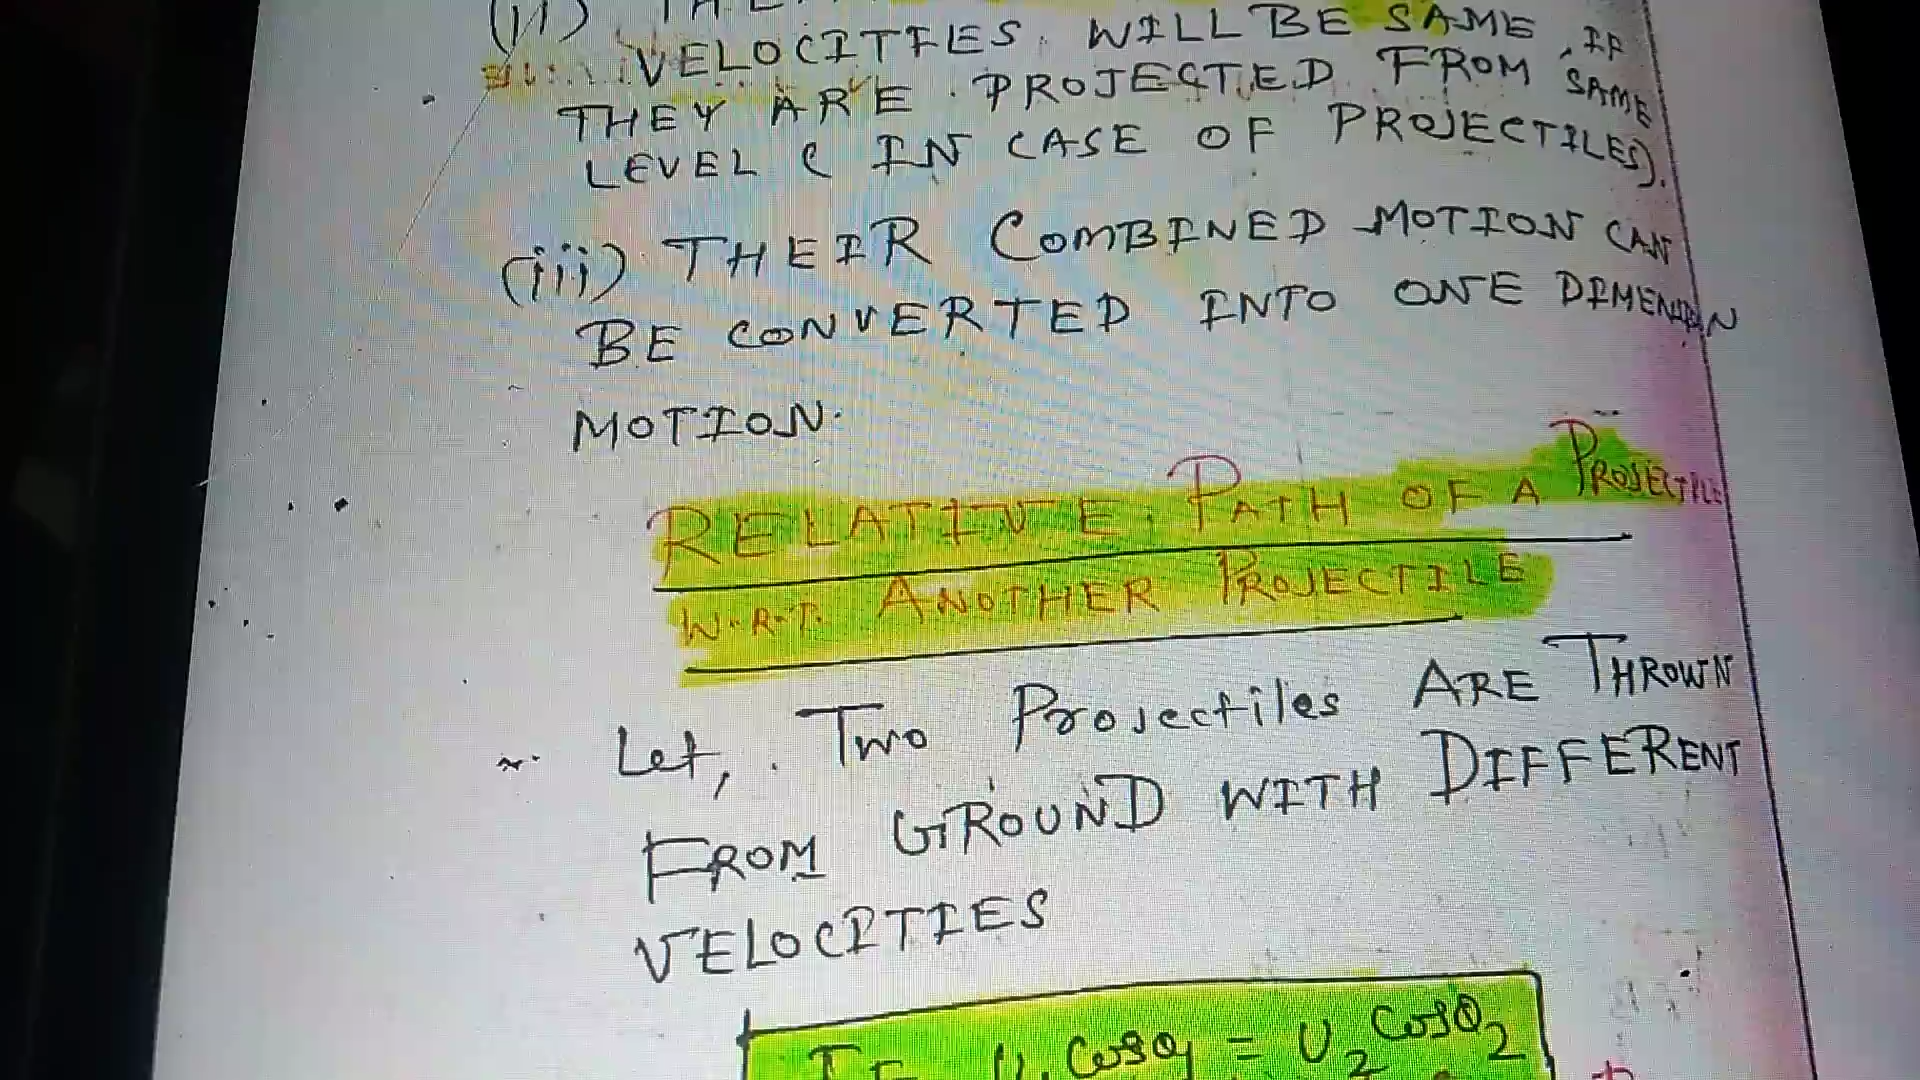 (ii)
VELOCITIES. WILL BE SAME, IF
THEY ARE PROJECTED FROM SAME
LEVEL ( IN CASE OF PROJECTILES).
(iii) THEIR COMBINED MOTION CAN
BE CONVERTED INTO ONE DIMENSION
MOTION.
RELATIVE PATH OF A PROJECTILE
W.R.T. ANOTHER PROJECTILE
Let, Two Projectiles ARE THROWN
FROM GROUND WITH DIFFERENT
VELOCITIES
IF U1 Cosθ1 = U2 Cosθ2